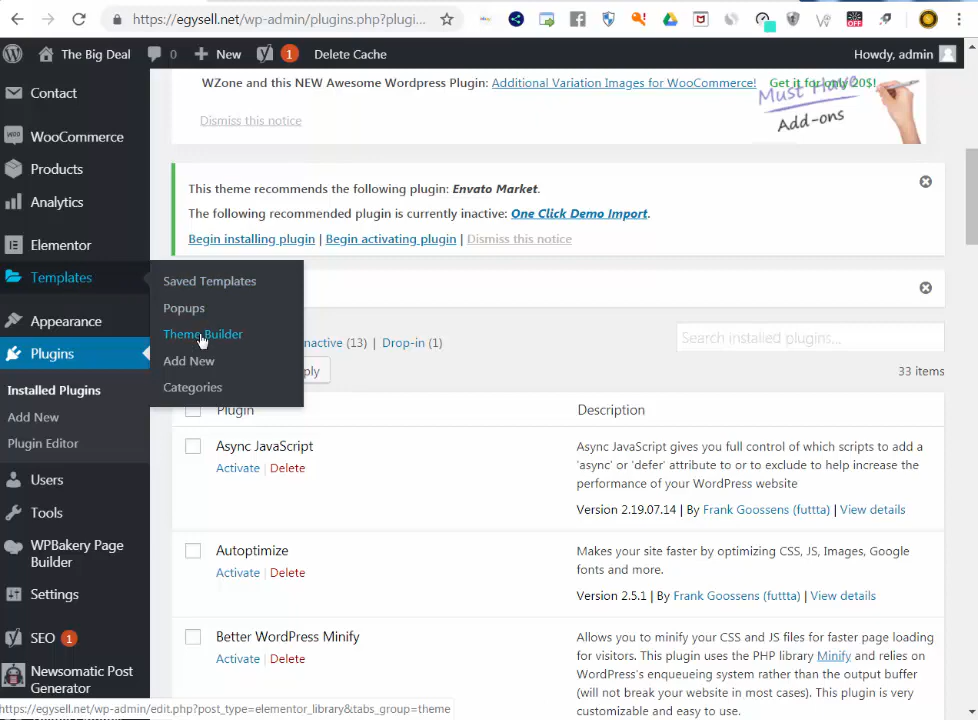 https://egysell.net/wp-admin/plugins.php?plugi...
OFF
The Big Deal
0
New
1
Delete Cache
Howdy, admin
Contact
WooCommerce
Products
Analytics
Elementor
Templates
Appearance
Plugins
Installed Plugins
Add New
Plugin Editor
Users
Tools
WPBakery Page
Builder
Settings
SEO 1
Newsomatic Post
Generator
Saved Templates
Popups
Theme Builder
Add New
Categories
WZone and this NEW Awesome Wordpress Plugin: Additional Variation Images for WooCommerce! Get it for only 20$!
Must Have
Add-ons
Dismiss this notice
This theme recommends the following plugin: Envato Market.
The following recommended plugin is currently inactive: One Click Demo Import.
Begin installing plugin | Begin activating plugin | Dismiss this notice
nactive (13) | Drop-in (1)
Search installed plugins...
ply
33 items
Plugin
Description
Async JavaScript
Activate | Delete
Async JavaScript gives you full control of which scripts to add a
'async' or 'defer' attribute to or to exclude to help increase the
performance of your WordPress website
Version 2.19.07.14 | By Frank Goossens (futtta) | View details
Autoptimize
Activate | Delete
Makes your site faster by optimizing CSS, JS, Images, Google
fonts and more.
Version 2.5.1 | By Frank Goossens (futtta) | View details
Better WordPress Minify
Activate | Delete
Allows you to minify your CSS and JS files for faster page loading
for visitors. This plugin uses the PHP library Minify and relies on
WordPress's enqueueing system rather than the output buffer
(will not break your website in most cases). This plugin is very
customizable and easy to use.
https://egysell.net/wp-admin/edit.php?post_type=elementor_library&tabs_group=theme